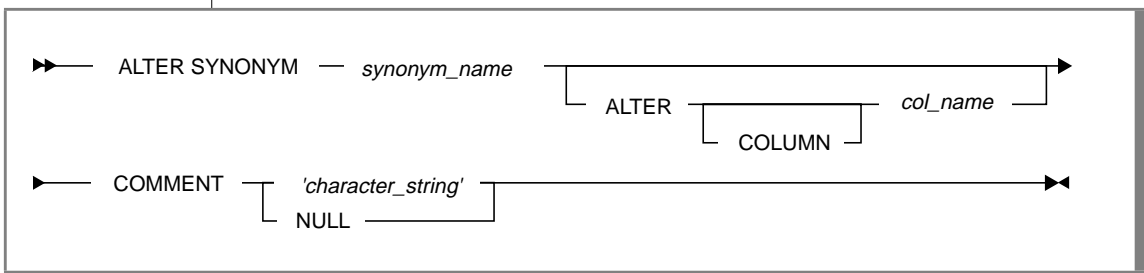 ALTER SYNONYM synonym_name
ALTER col_name
COLUMN
COMMENT 'character_string'
NULL